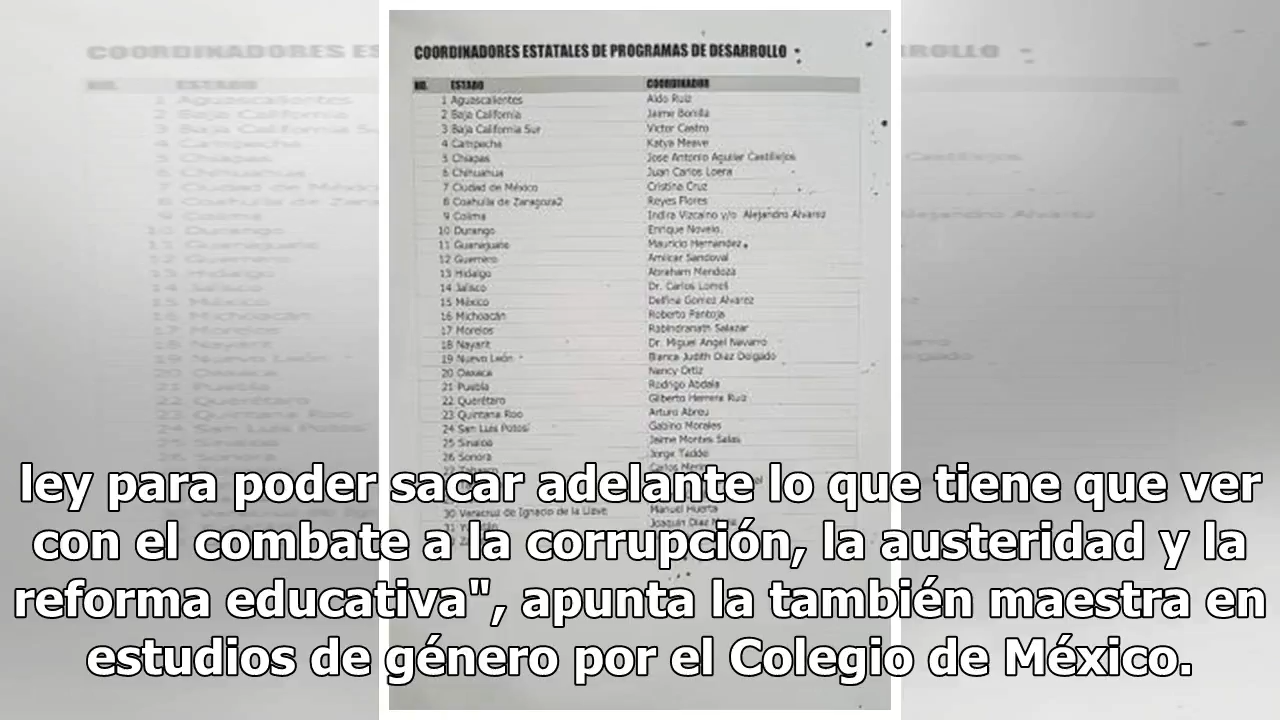 COORDINADORES ESTATALES DE PROGRAMAS DE DESARROLLO
NO. ESTADO COORDINADOR
1 Aguascalientes Aldo Ruiz
2 Baja California Jaime Bonilla
3 Baja California Sur Victor Castro
4 Campeche Katya Meave
5 Chiapas Jose Antonio Aguilar Castillejos
6 Chihuahua Juan Carlos Loera
7 Ciudad de México Cristina Cruz
8 Coahuila de Zaragoza2 Reyes Flores
9 Colima Indira Vizcaino y/o Alejandro Alvarez
10 Durango Enrique Novelo.
11 Guanajuato Mauricio Hernández
12 Guerrero Amilcar Sandoval
13 Hidalgo Abraham Mendoza
14 Jalisco Dr. Carlos Lomeli
15 México Delfina Gomez Alvarez
16 Michoacán Roberto Pantoja
17 Morelos Rabindranath Salazar
18 Nayarit Dr. Miguel Angel Navarro
19 Nuevo León Blanca Judith Diaz Delgado
20 Oaxaca Nancy Ortiz
21 Puebla Rodrigo Abdala
22 Querétaro Gilberto Herrera Ruiz
23 Quintana Roo Arturo Abreu
24 San Luis Potosí Gabino Morales
25 Sinaloa Jaime Montes Salas
26 Sonora Jorge Taddei
27 Tabasco Carlos
30 Veracruz de Ignacio de la Llave Manuel Huerta
31 Joaquin Diaz
ley para poder sacar adelante lo que tiene que ver
con el combate a la corrupción, la austeridad y la
reforma educativa", apunta la también maestra en
estudios de género por el Colegio de México.